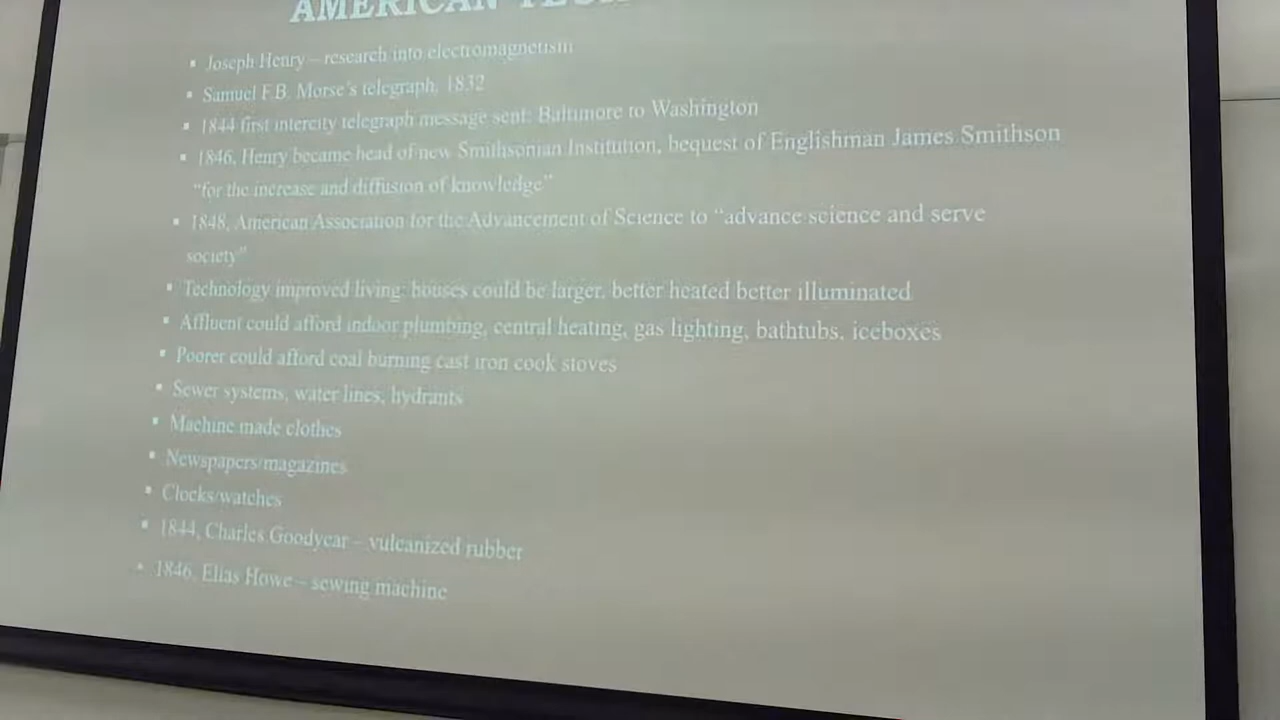 AMERICAN
▪ Joseph Henry – research into electromagnetism
▪ Samuel F.B. Morse's telegraph, 1832
▪ 1844 first intercity telegraph message sent: Baltimore to Washington
▪ 1846, Henry became head of new Smithsonian Institution, bequest of Englishman James Smithson
"for the increase and diffusion of knowledge"
▪ 1848, American Association for the Advancement of Science to "advance science and serve
society"
▪ Technology improved living: houses could be larger, better heated better illuminated
▪ Affluent could afford indoor plumbing, central heating, gas lighting, bathtubs, iceboxes
▪ Poorer could afford coal burning cast iron cook stoves
▪ Sewer systems, water lines, hydrants
▪ Machine made clothes
▪ Newspapers/magazines
▪ Clocks/watches
▪ 1844, Charles Goodyear – vulcanized rubber
▪ 1846, Elias Howe – sewing machine